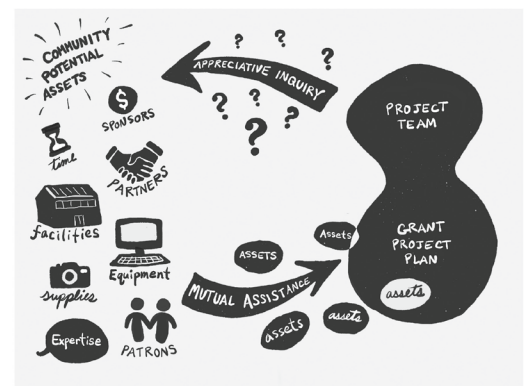 COMMUNITY
POTENTIAL
ASSETS
APPRECIATIVE INQUIRY
? ? ?
? ? ? ? ?
PROJECT
TEAM
$
SPONSORS
time
PARTNERS
facilities
Equipment
supplies
Expertise
PATRONS
MUTUAL ASSISTANCE
ASSETS
Assets
assets
assets
GRANT
PROJECT
PLAN
assets